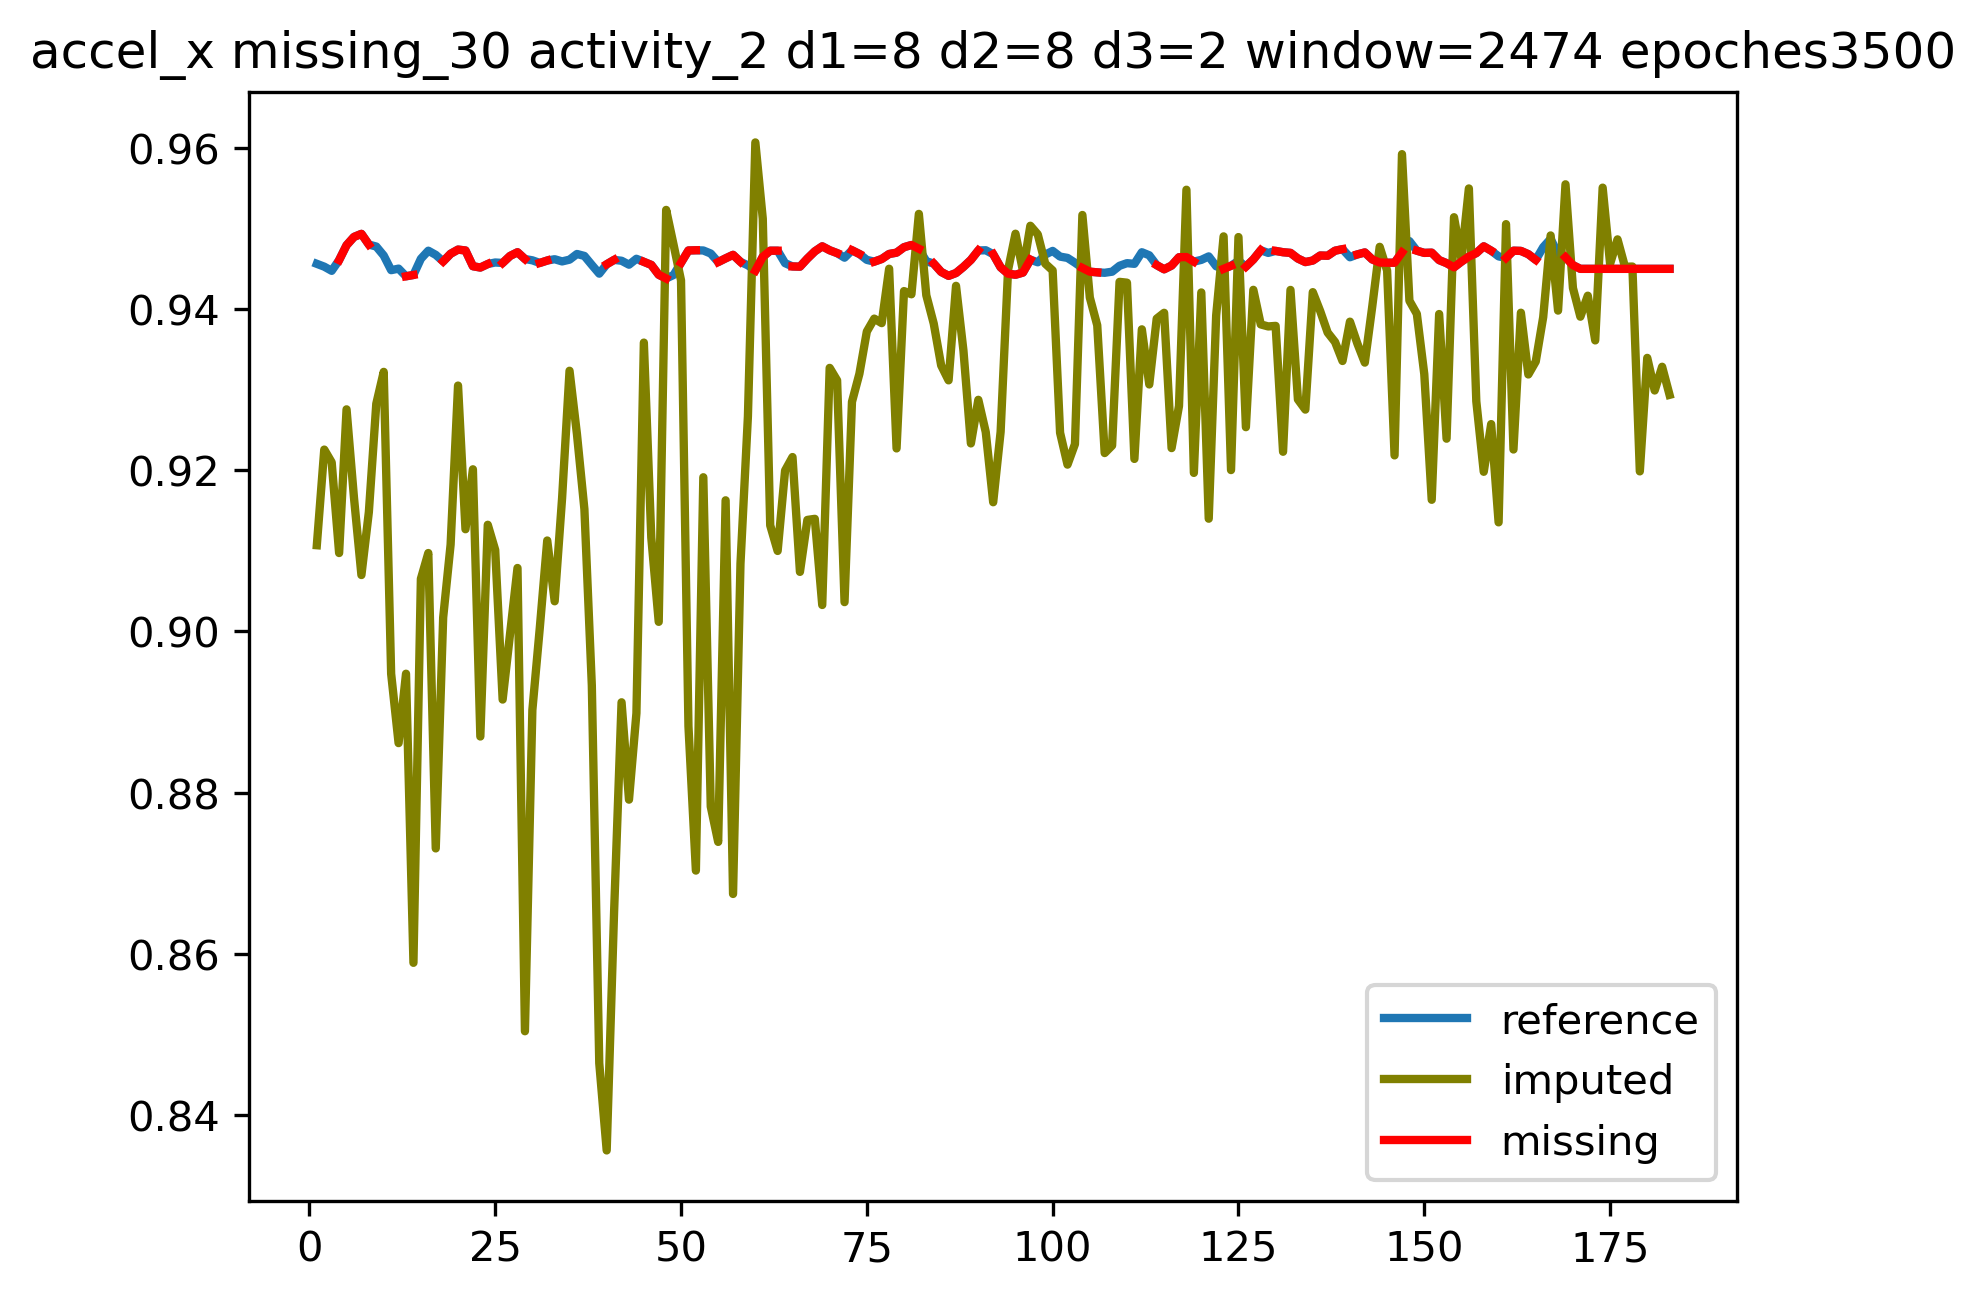 accel_x missing_30 activity_2 d1=8 d2=8 d3=2 window=2474 epoches3500
0.96
0.94
0.92
0.90
0.88
0.86
0.84
reference
imputed
missing
0 25 50 75 100 125 150 175